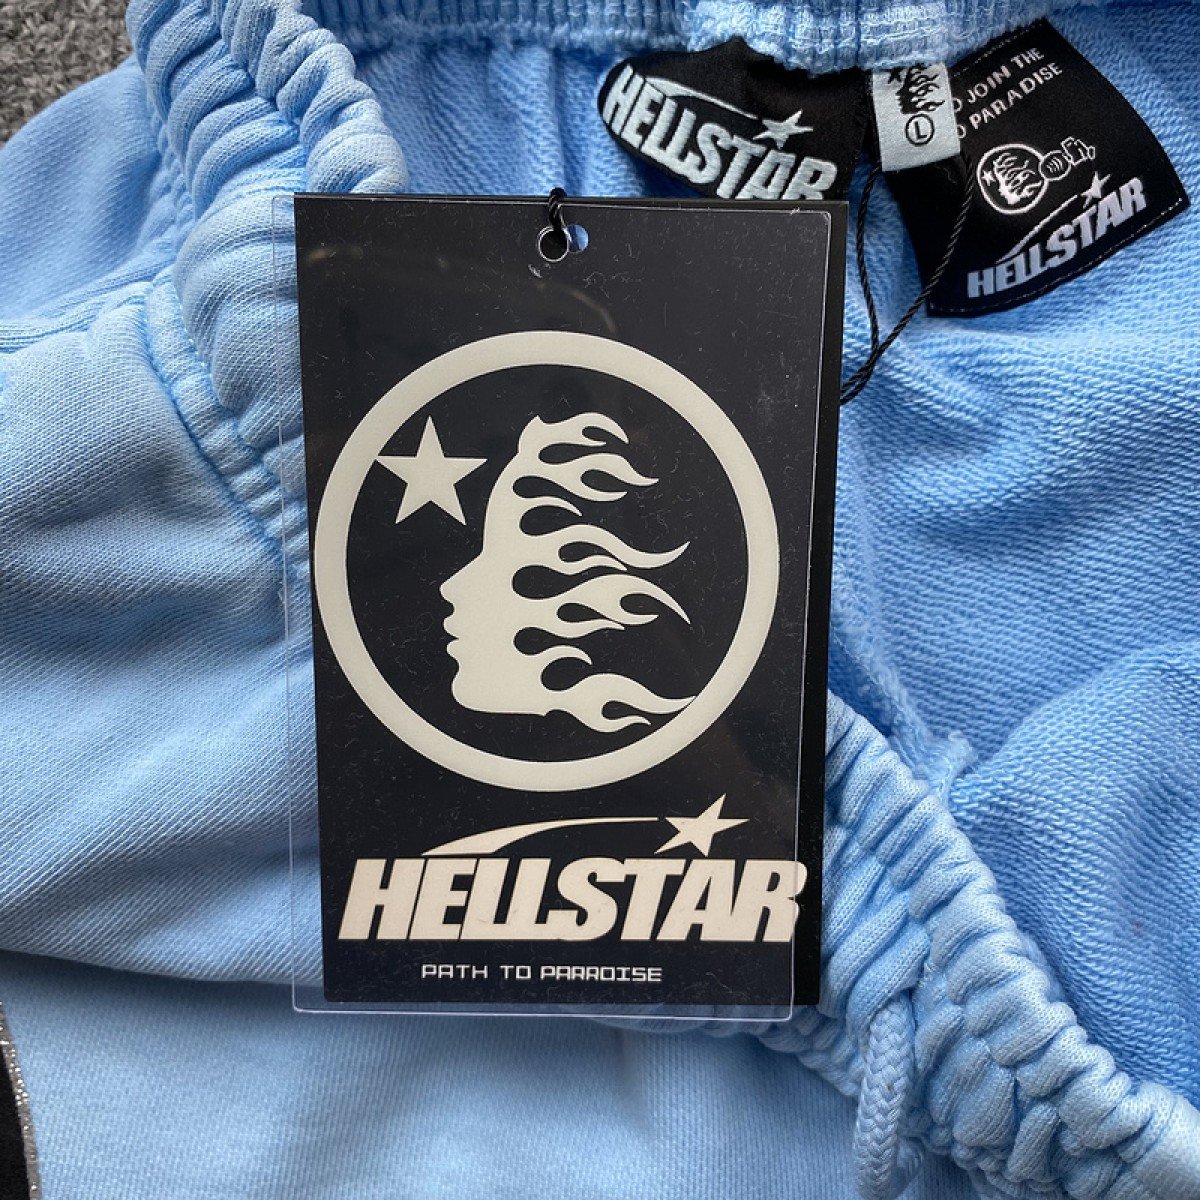 HELLSTAR
L
JOIN THE
PARADISE
HELLSTAR
HELLSTAR
PATH TO PARADISE